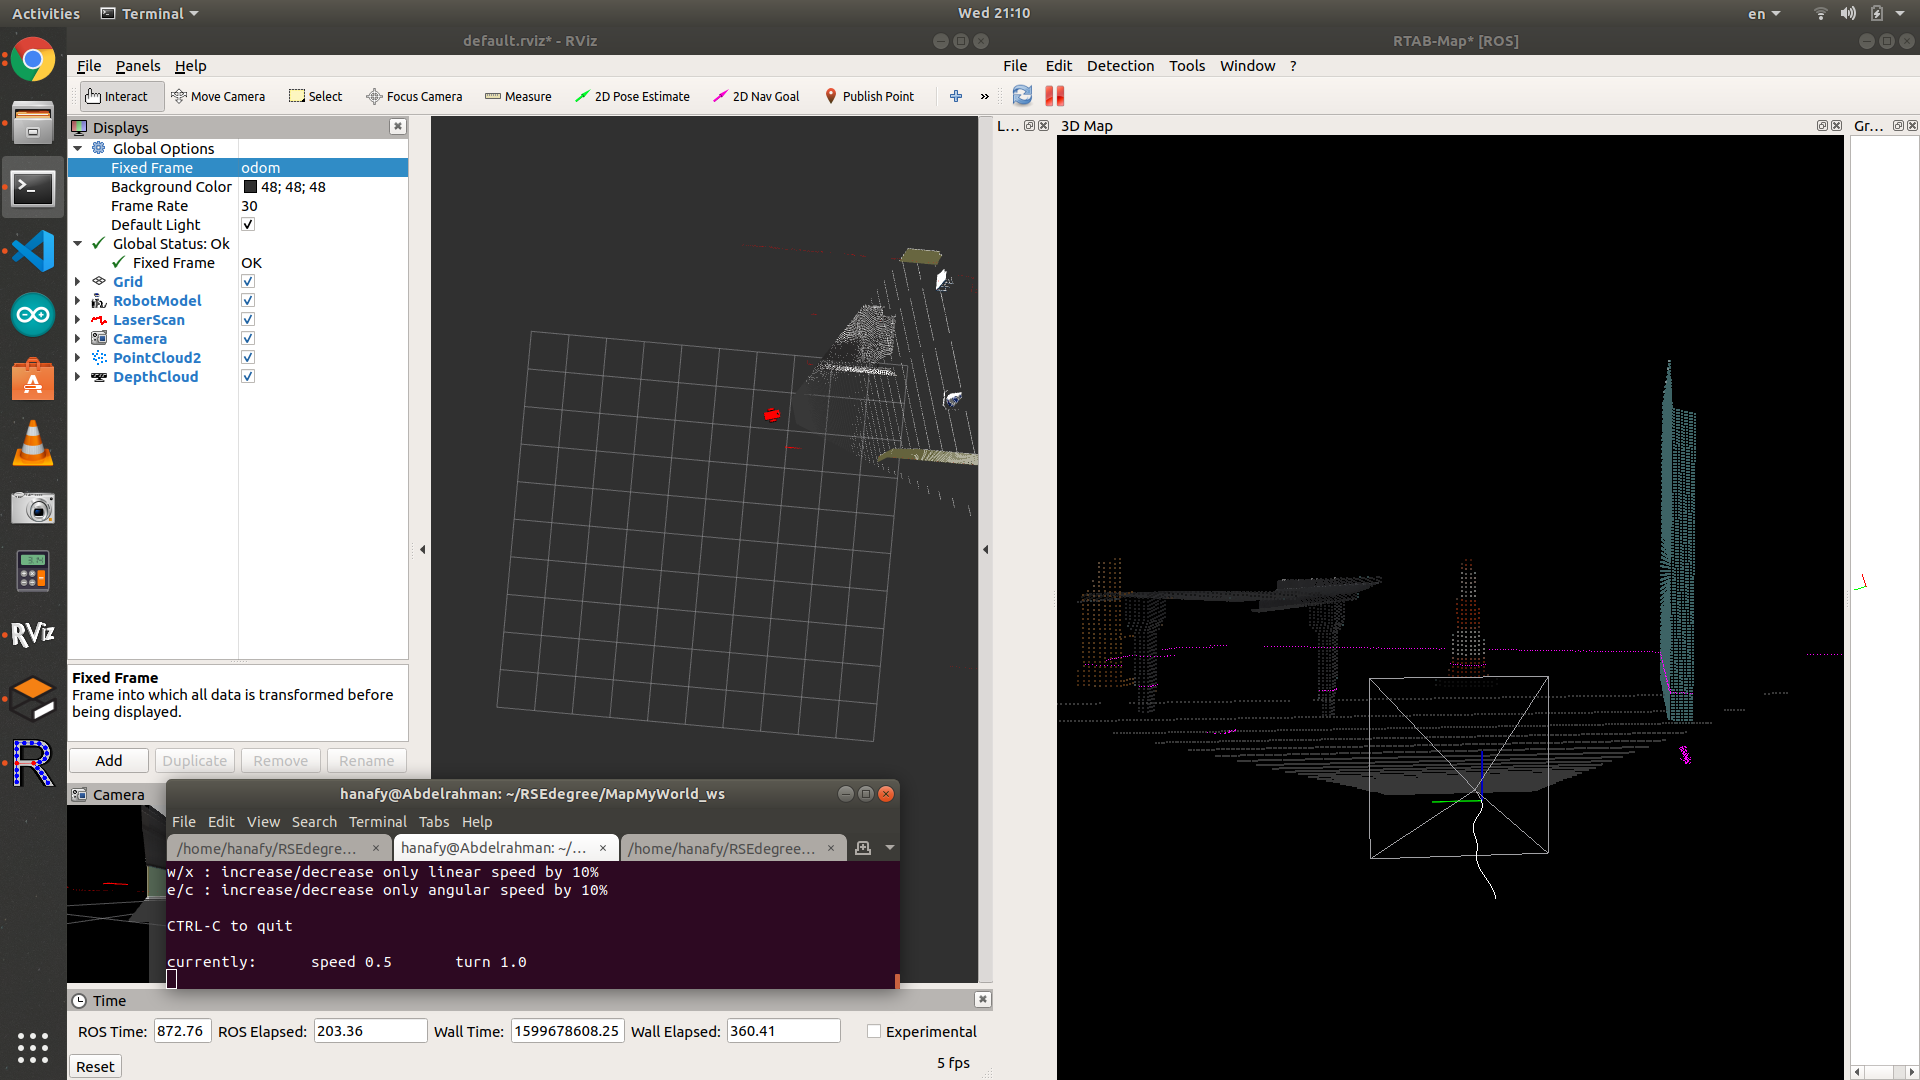 Activities Terminal Wed 21:10 en
default.rviz* - RViz
File Panels Help
Interact Move Camera Select Focus Camera Measure 2D Pose Estimate 2D Nav Goal Publish Point »
Displays
Global Options
Fixed Frame odom
Background Color 48; 48; 48
Frame Rate 30
Default Light
Global Status: Ok
Fixed Frame OK
Grid
RobotModel
LaserScan
Camera
PointCloud2
DepthCloud
Fixed Frame
Frame into which all data is transformed before
being displayed.
Add Duplicate Remove Rename
Camera
hanafy@Abdelrahman: ~/RSEdegree/MapMyWorld_ws
File Edit View Search Terminal Tabs Help
/home/hanafy/RSEdegre... × hanafy@Abdelrahman: ~/... × /home/hanafy/RSEdegree... ×
w/x : increase/decrease only linear speed by 10%
e/c : increase/decrease only angular speed by 10%
CTRL-C to quit
currently: speed 0.5 turn 1.0
Time
ROS Time: 872.76 ROS Elapsed: 203.36 Wall Time: 1599678608.25 Wall Elapsed: 360.41 Experimental
Reset 5 fps
RTAB-Map* [ROS]
File Edit Detection Tools Window ?
L... 3D Map Gr...
RViz
R